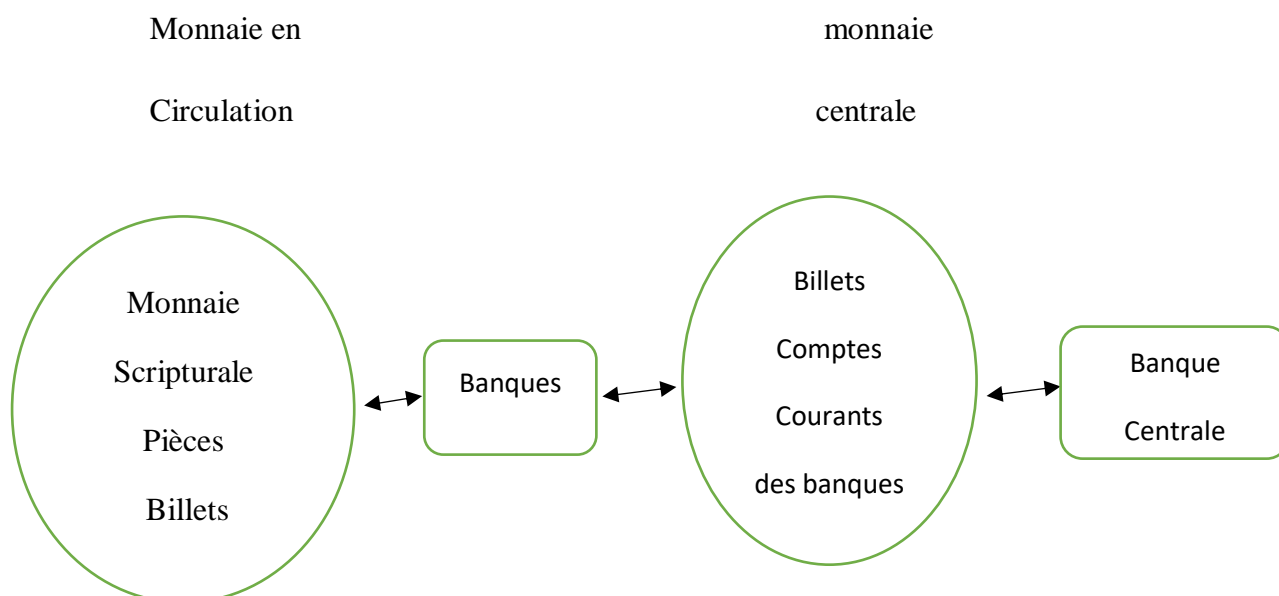 Monnaie en
Circulation
monnaie
centrale
Monnaie
Scripturale
Pièces
Billets
Banques
Billets
Comptes
Courants
des banques
Banque
Centrale